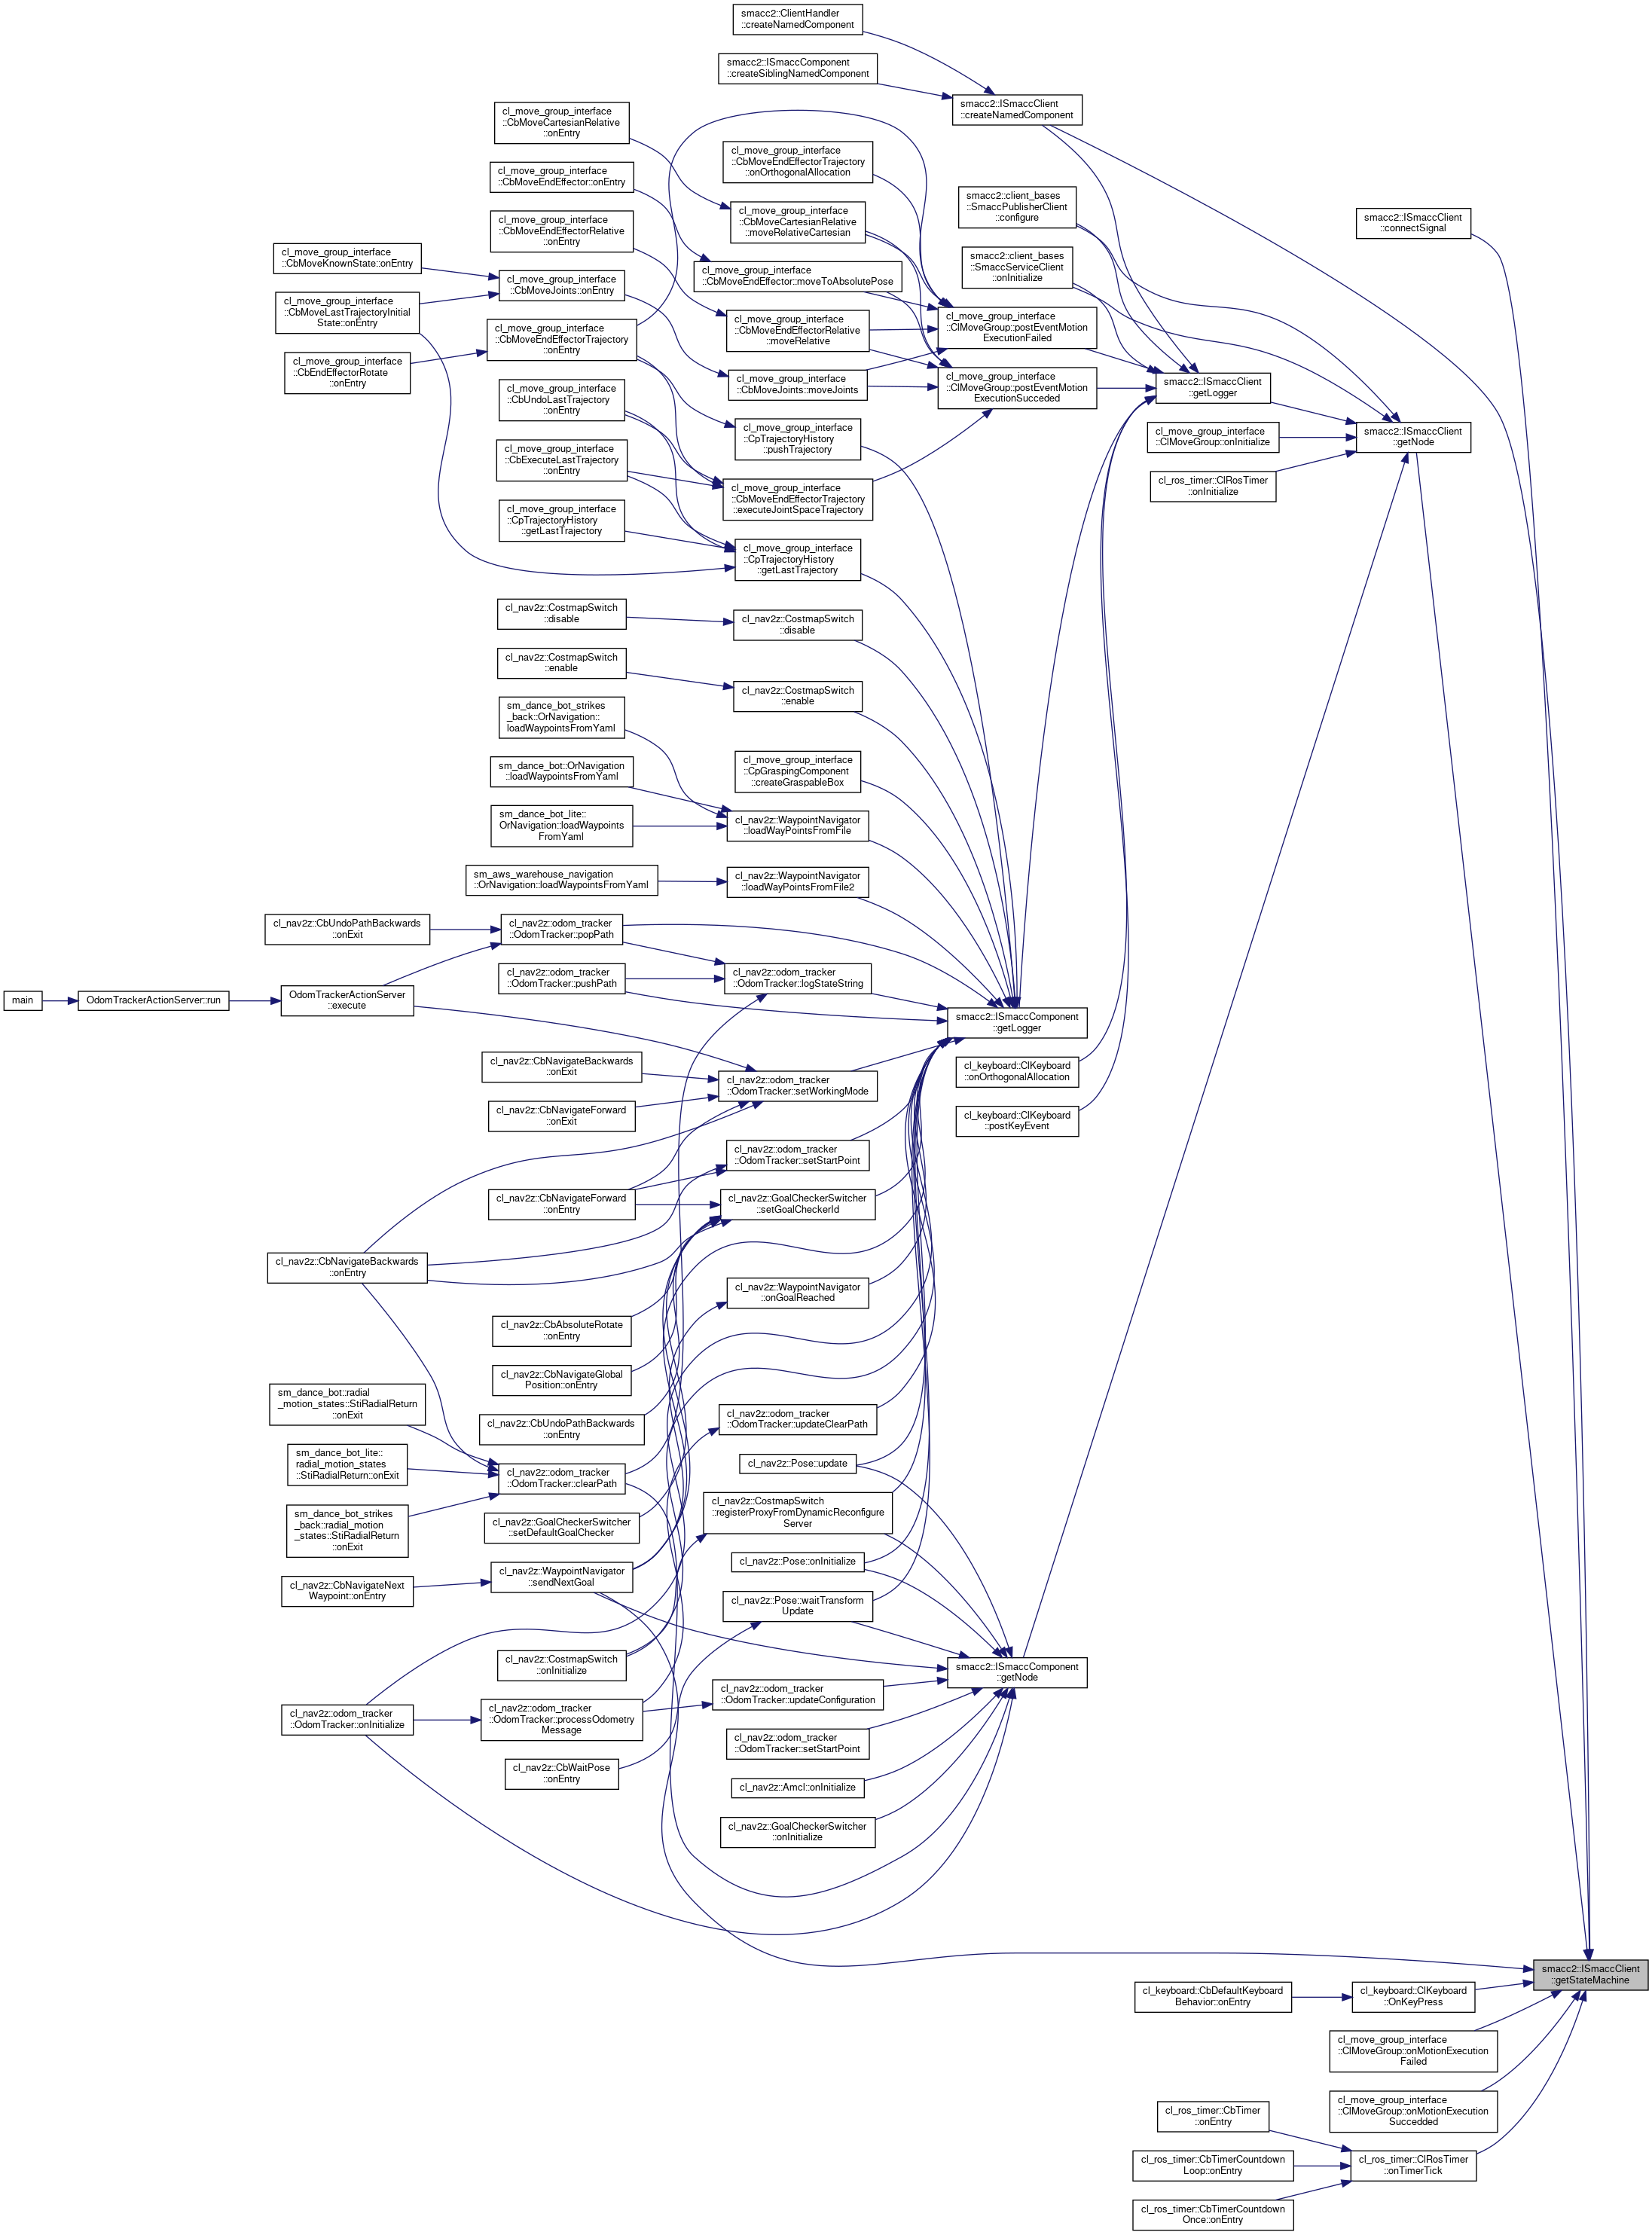 smacc2::ClientHandler
::createNamedComponent
smacc2::ISmaccComponent
::createSiblingNamedComponent
smacc2::ISmaccClient
::createNamedComponent
cl_move_group_interface
::CbMoveCartesianRelative
::onEntry
cl_move_group_interface
::CbMoveEndEffectorTrajectory
::onOrthogonalAllocation
cl_move_group_interface
::CbMoveEndEffector::onEntry
smacc2::client_bases
::SmaccPublisherClient
::configure
cl_move_group_interface
::CbMoveCartesianRelative
::moveRelativeCartesian
smacc2::ISmaccClient
::connectSignal
cl_move_group_interface
::CbMoveEndEffectorRelative
::onEntry
cl_move_group_interface
::CbMoveKnownState::onEntry
smacc2::client_bases
::SmaccServiceClient
::onInitialize
cl_move_group_interface
::CbMoveJoints::onEntry
cl_move_group_interface
::CbMoveEndEffector::moveToAbsolutePose
cl_move_group_interface
::CbMoveLastTrajectoryInitial
State::onEntry
cl_move_group_interface
::CbMoveEndEffectorTrajectory
::onEntry
cl_move_group_interface
::CbMoveEndEffectorRelative
::moveRelative
cl_move_group_interface
::ClMoveGroup::postEventMotion
ExecutionFailed
cl_move_group_interface
::CbEndEffectorRotate
::onEntry
cl_move_group_interface
::CbMoveJoints::moveJoints
cl_move_group_interface
::ClMoveGroup::postEventMotion
ExecutionSucceded
smacc2::ISmaccClient
::getLogger
cl_move_group_interface
::CbUndoLastTrajectory
::onEntry
cl_move_group_interface
::CpTrajectoryHistory
::pushTrajectory
cl_move_group_interface
::ClMoveGroup::onInitialize
smacc2::ISmaccClient
::getNode
cl_move_group_interface
::CbExecuteLastTrajectory
::onEntry
cl_move_group_interface
::CbMoveEndEffectorTrajectory
::executeJointSpaceTrajectory
cl_ros_timer::ClRosTimer
::onInitialize
cl_move_group_interface
::CpTrajectoryHistory
::getLastTrajectory
cl_move_group_interface
::CpTrajectoryHistory
::getLastTrajectory
cl_nav2z::CostmapSwitch
::disable
cl_nav2z::CostmapSwitch
::disable
cl_nav2z::CostmapSwitch
::enable
cl_nav2z::CostmapSwitch
::enable
sm_dance_bot_strikes
_back::OrNavigation::
loadWaypointsFromYaml
sm_dance_bot::OrNavigation
::loadWaypointsFromYaml
cl_move_group_interface
::CpGraspingComponent
::createGraspableBox
sm_dance_bot_lite::
OrNavigation::loadWaypoints
FromYaml
cl_nav2z::WaypointNavigator
::loadWayPointsFromFile
sm_aws_warehouse_navigation
::OrNavigation::loadWaypointsFromYaml
cl_nav2z::WaypointNavigator
::loadWayPointsFromFile2
cl_nav2z::CbUndoPathBackwards
::onExit
cl_nav2z::odom_tracker
::OdomTracker::popPath
cl_nav2z::odom_tracker
::OdomTracker::pushPath
cl_nav2z::odom_tracker
::OdomTracker::logStateString
main
OdomTrackerActionServer::run
OdomTrackerActionServer
::execute
smacc2::ISmaccComponent
::getLogger
cl_nav2z::CbNavigateBackwards
::onExit
cl_nav2z::odom_tracker
::OdomTracker::setWorkingMode
cl_keyboard::ClKeyboard
::onOrthogonalAllocation
cl_nav2z::CbNavigateForward
::onExit
cl_keyboard::ClKeyboard
::postKeyEvent
cl_nav2z::odom_tracker
::OdomTracker::setStartPoint
cl_nav2z::CbNavigateForward
::onEntry
cl_nav2z::GoalCheckerSwitcher
::setGoalCheckerId
cl_nav2z::CbNavigateBackwards
::onEntry
cl_nav2z::WaypointNavigator
::onGoalReached
cl_nav2z::CbAbsoluteRotate
::onEntry
cl_nav2z::CbNavigateGlobal
Position::onEntry
sm_dance_bot::radial
_motion_states::StiRadialReturn
::onExit
cl_nav2z::CbUndoPathBackwards
::onEntry
cl_nav2z::odom_tracker
::OdomTracker::updateClearPath
sm_dance_bot_lite::
radial_motion_states
::StiRadialReturn::onExit
cl_nav2z::odom_tracker
::OdomTracker::clearPath
cl_nav2z::Pose::update
sm_dance_bot_strikes
_back::radial_motion
_states::StiRadialReturn
::onExit
cl_nav2z::GoalCheckerSwitcher
::setDefaultGoalChecker
cl_nav2z::CostmapSwitch
::registerProxyFromDynamicReconfigure
Server
cl_nav2z::CbNavigateNext
Waypoint::onEntry
cl_nav2z::WaypointNavigator
::sendNextGoal
cl_nav2z::Pose::onInitialize
cl_nav2z::Pose::waitTransform
Update
cl_nav2z::CostmapSwitch
::onInitialize
smacc2::ISmaccComponent
::getNode
cl_nav2z::odom_tracker
::OdomTracker::onInitialize
cl_nav2z::odom_tracker
::OdomTracker::processOdometry
Message
cl_nav2z::odom_tracker
::OdomTracker::updateConfiguration
cl_nav2z::odom_tracker
::OdomTracker::setStartPoint
cl_nav2z::CbWaitPose
::onEntry
cl_nav2z::Amcl::onInitialize
cl_nav2z::GoalCheckerSwitcher
::onInitialize
smacc2::ISmaccClient
::getStateMachine
cl_keyboard::CbDefaultKeyboard
Behavior::onEntry
cl_keyboard::ClKeyboard
::OnKeyPress
cl_move_group_interface
::ClMoveGroup::onMotionExecution
Failed
cl_move_group_interface
::ClMoveGroup::onMotionExecution
Succedded
cl_ros_timer::CbTimer
::onEntry
cl_ros_timer::CbTimerCountdown
Loop::onEntry
cl_ros_timer::ClRosTimer
::onTimerTick
cl_ros_timer::CbTimerCountdown
Once::onEntry